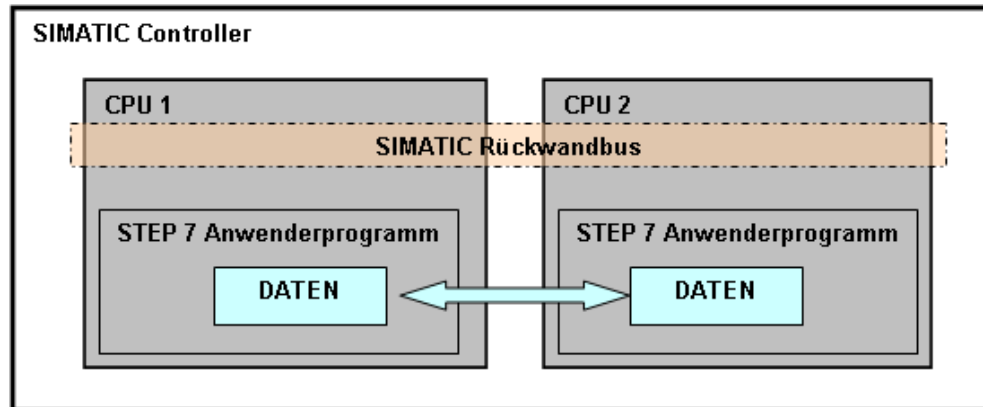 SIMATIC Controller
CPU 1
CPU 2
SIMATIC Rückwandbus
STEP 7 Anwenderprogramm
STEP 7 Anwenderprogramm
DATEN
DATEN